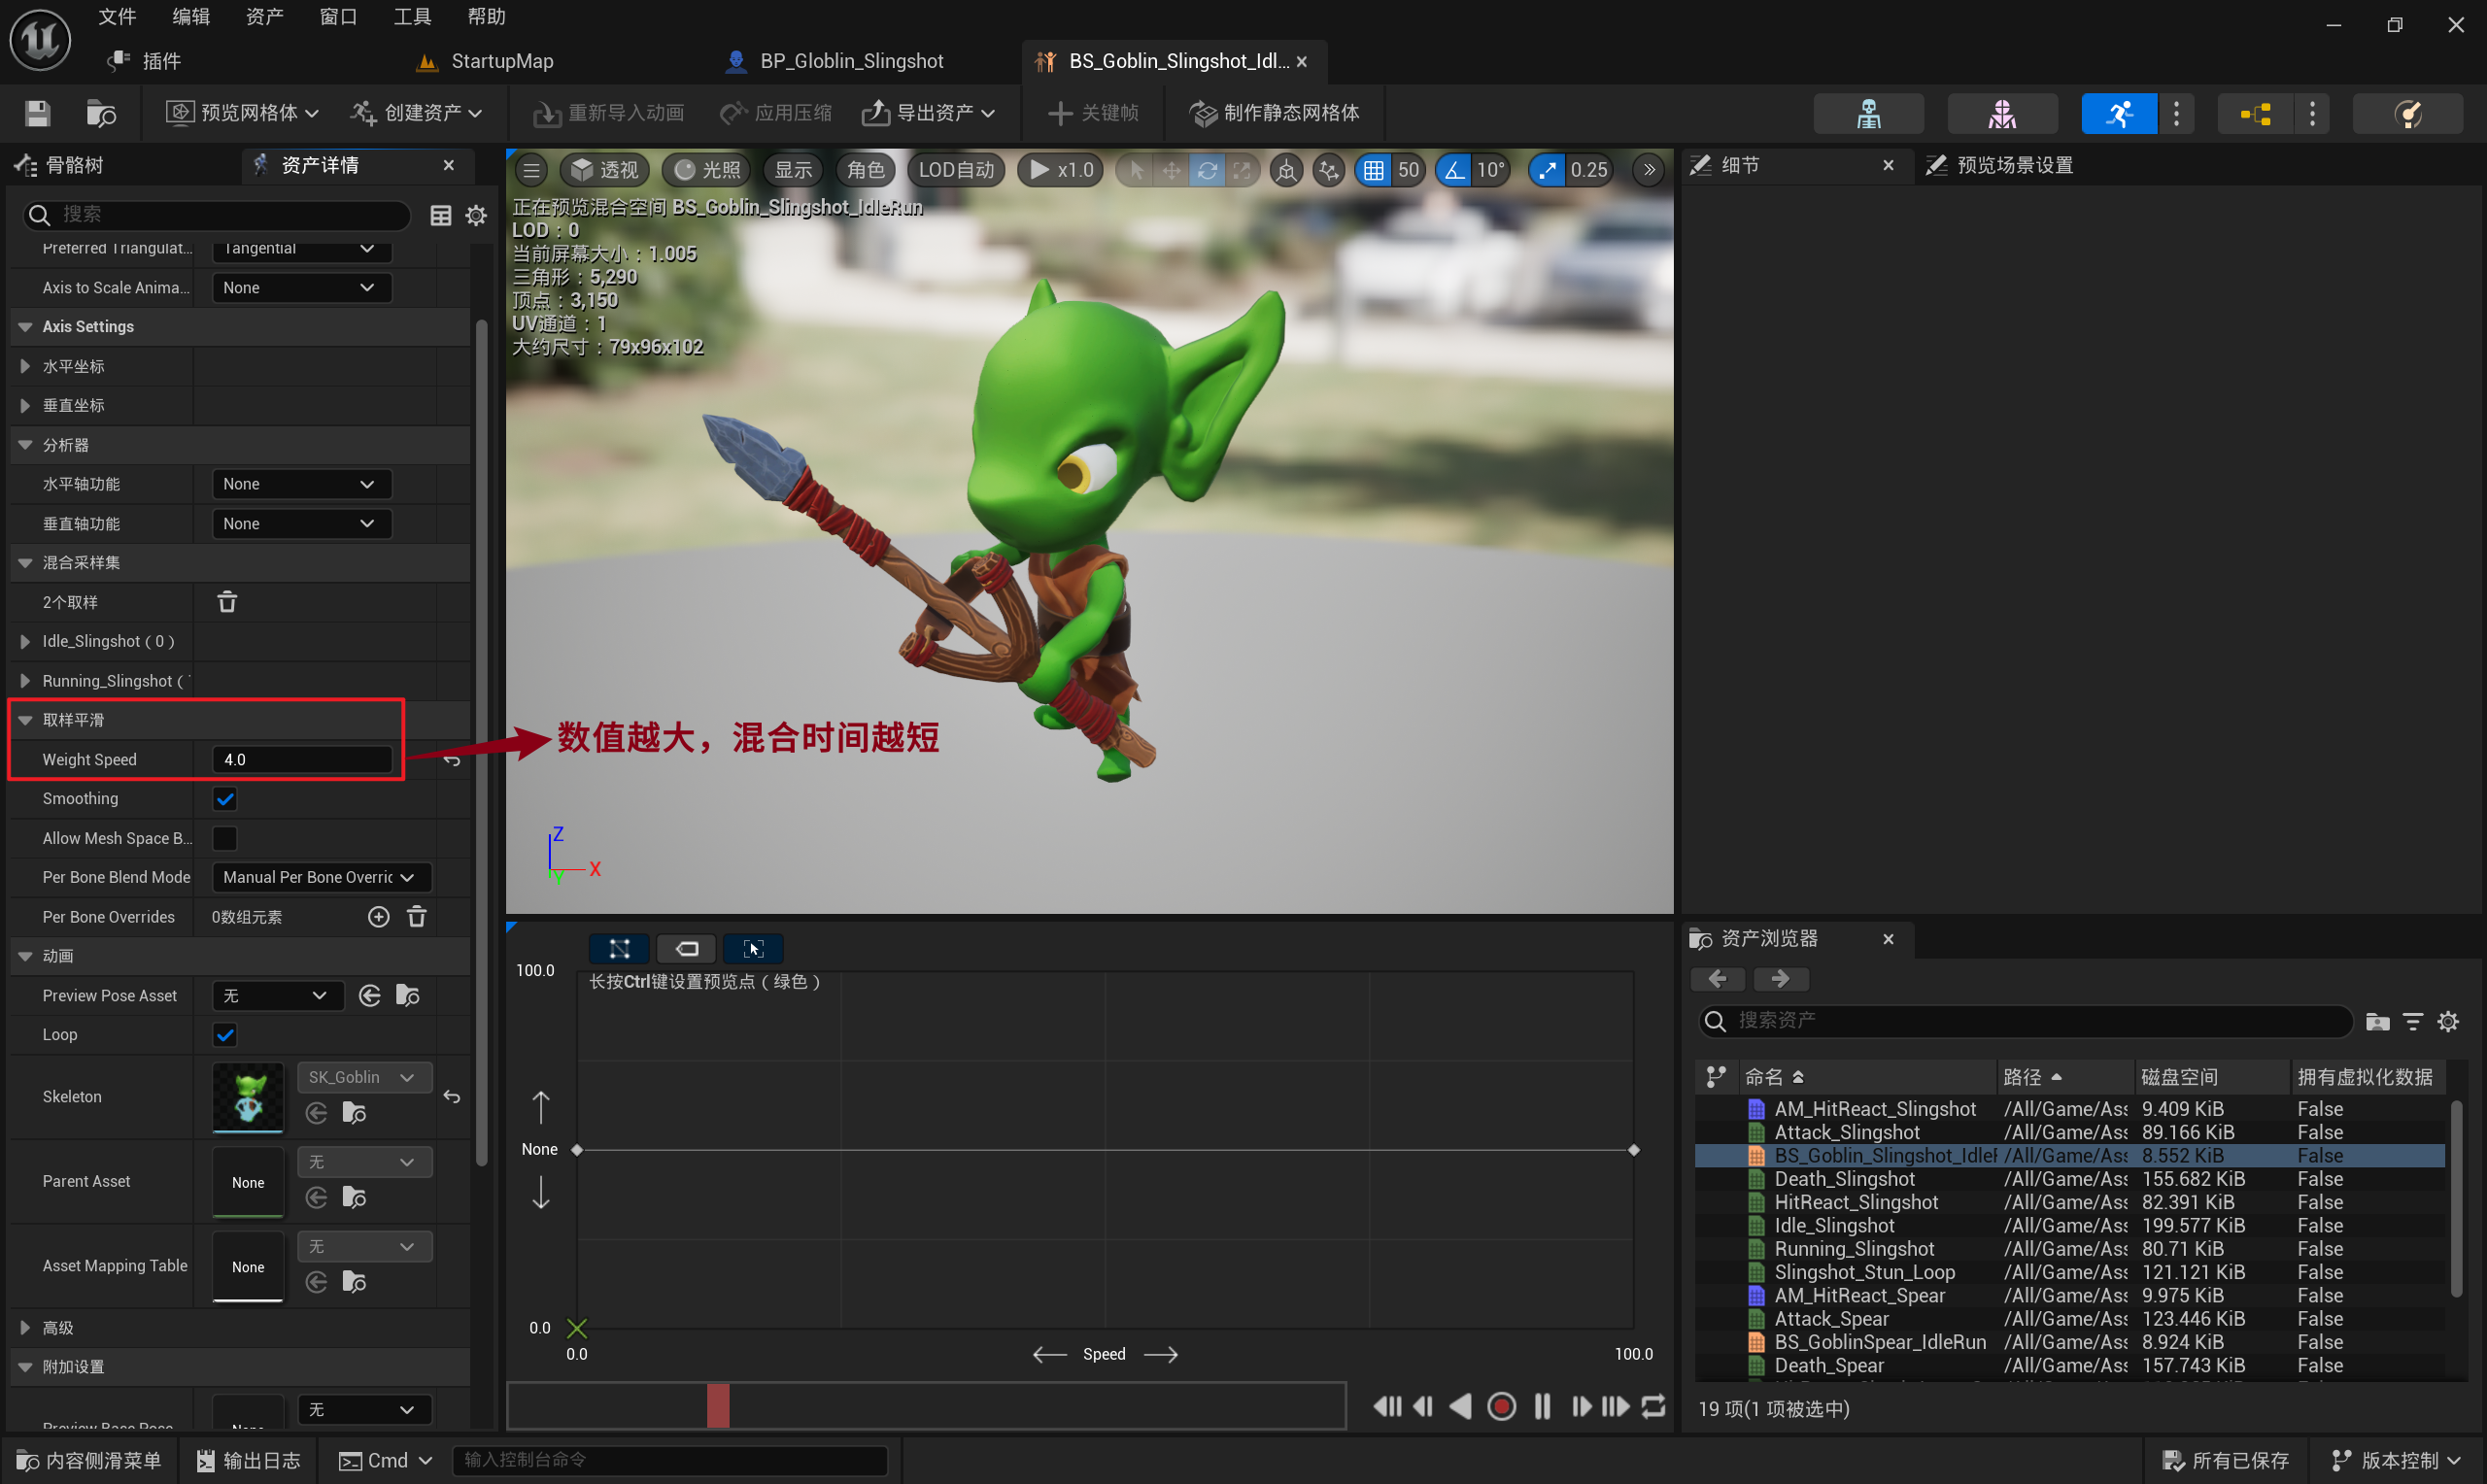 文件 编辑 资产 窗口 工具 帮助
插件 StartupMap BP_Globlin_Slingshot BS_Goblin_Slingshot_Idl...
预览网格体 创建资产 重新导入动画 应用压缩 导出资产 关键帧 制作静态网格体
骨骼树 资产详情
搜索
Preferred Triangulat... Tangential
Axis to Scale Anima... None
Axis Settings
水平坐标
垂直坐标
分析器
水平轴功能 None
垂直轴功能 None
混合采样集
2个取样
Idle_Slingshot ( 0 )
Running_Slingshot (
取样平滑
Weight Speed 4.0
Smoothing
Allow Mesh Space B...
Per Bone Blend Mode Manual Per Bone Overric
Per Bone Overrides 0数组元素
动画
Preview Pose Asset 无
Loop
Skeleton SK_Goblin
Parent Asset None 无
Asset Mapping Table None 无
高级
附加设置
无
透视 光照 显示 角色 LOD自动 x1.0 50 10° 0.25
正在预览混合空间 BS_Goblin_Slingshot_IdleRun
LOD：0
当前屏幕大小：1.005
三角形：5,290
顶点：3,150
UV通道：1
大约尺寸：79x96x102
数值越大，混合时间越短
Z
X
Y
100.0
长按Ctrl键设置预览点（绿色）
None
0.0
0.0 Speed 100.0
细节 预览场景设置
资产浏览器
搜索资产
命名 路径 磁盘空间 拥有虚拟化数据
AM_HitReact_Slingshot /All/Game/Ass 9.409 KiB False
Attack_Slingshot /All/Game/Ass 89.166 KiB False
BS_Goblin_Slingshot_IdleF /All/Game/Ass 8.552 KiB False
Death_Slingshot /All/Game/Ass 155.682 KiB False
HitReact_Slingshot /All/Game/Ass 82.391 KiB False
Idle_Slingshot /All/Game/Ass 199.577 KiB False
Running_Slingshot /All/Game/Ass 80.71 KiB False
Slingshot_Stun_Loop /All/Game/Ass 121.121 KiB False
AM_HitReact_Spear /All/Game/Ass 9.975 KiB False
Attack_Spear /All/Game/Ass 123.446 KiB False
BS_GoblinSpear_IdleRun /All/Game/Ass 8.924 KiB False
Death_Spear /All/Game/Ass 157.743 KiB False
19 项(1 项被选中)
内容侧滑菜单 输出日志 Cmd 输入控制台命令 所有已保存 版本控制